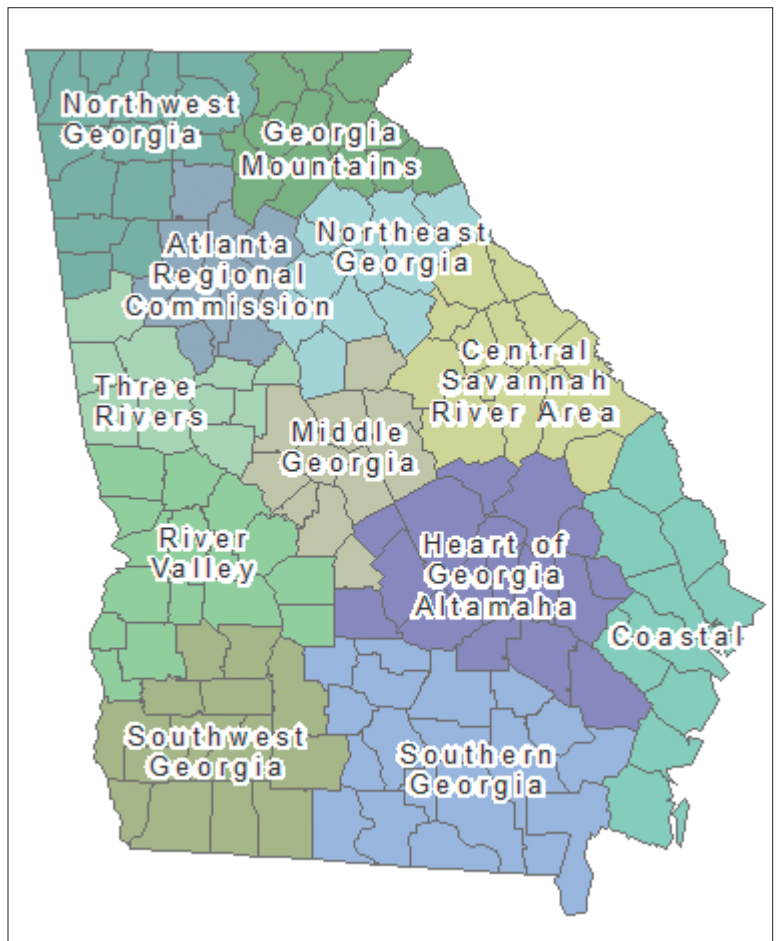 Northwest
Georgia
Georgia
Mountains
Northeast
Georgia
Atlanta
Regional
Commission
Central
Savannah
River Area
Three
Rivers
Middle
Georgia
River
Valley
Heart of
Georgia
Altamaha
Coastal
Southwest
Georgia
Southern
Georgia